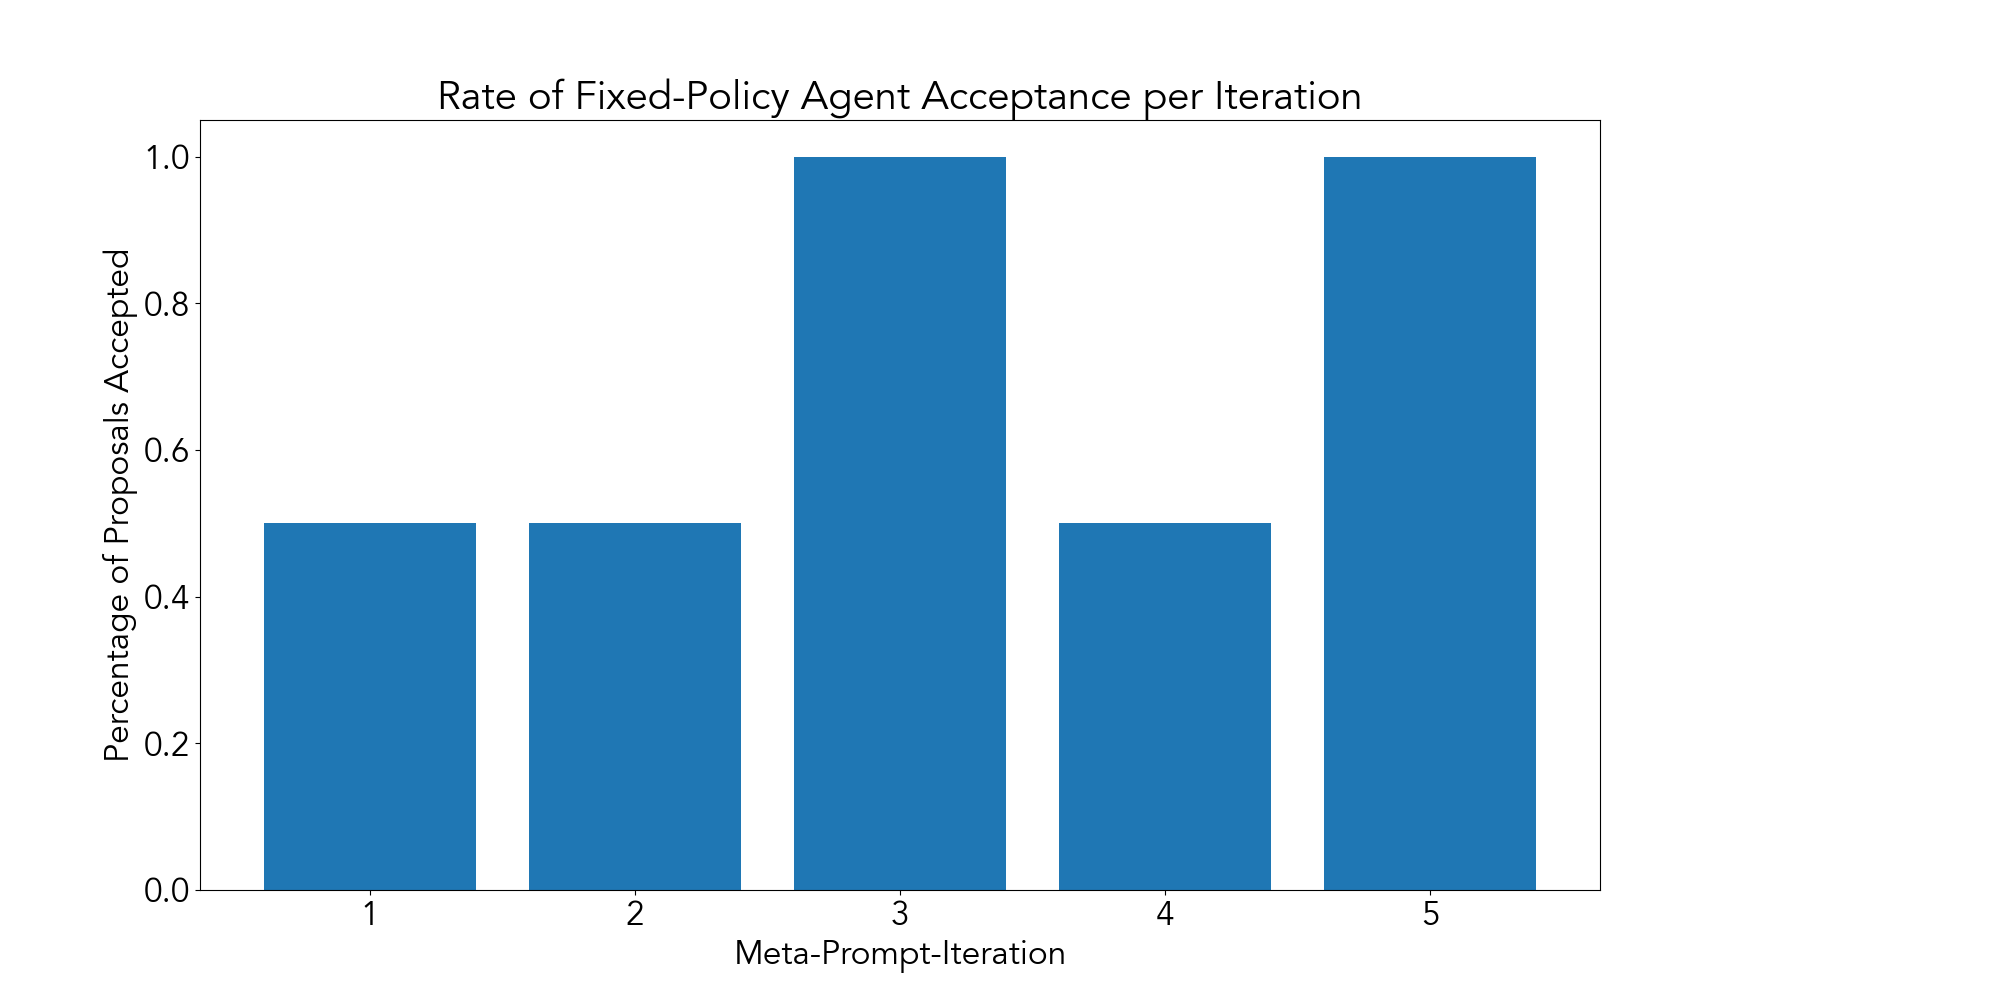 Rate of Fixed-Policy Agent Acceptance per Iteration
Percentage of Proposals Accepted
1.0
0.8
0.6
0.4
0.2
0.0
1 2 3 4 5
Meta-Prompt-Iteration